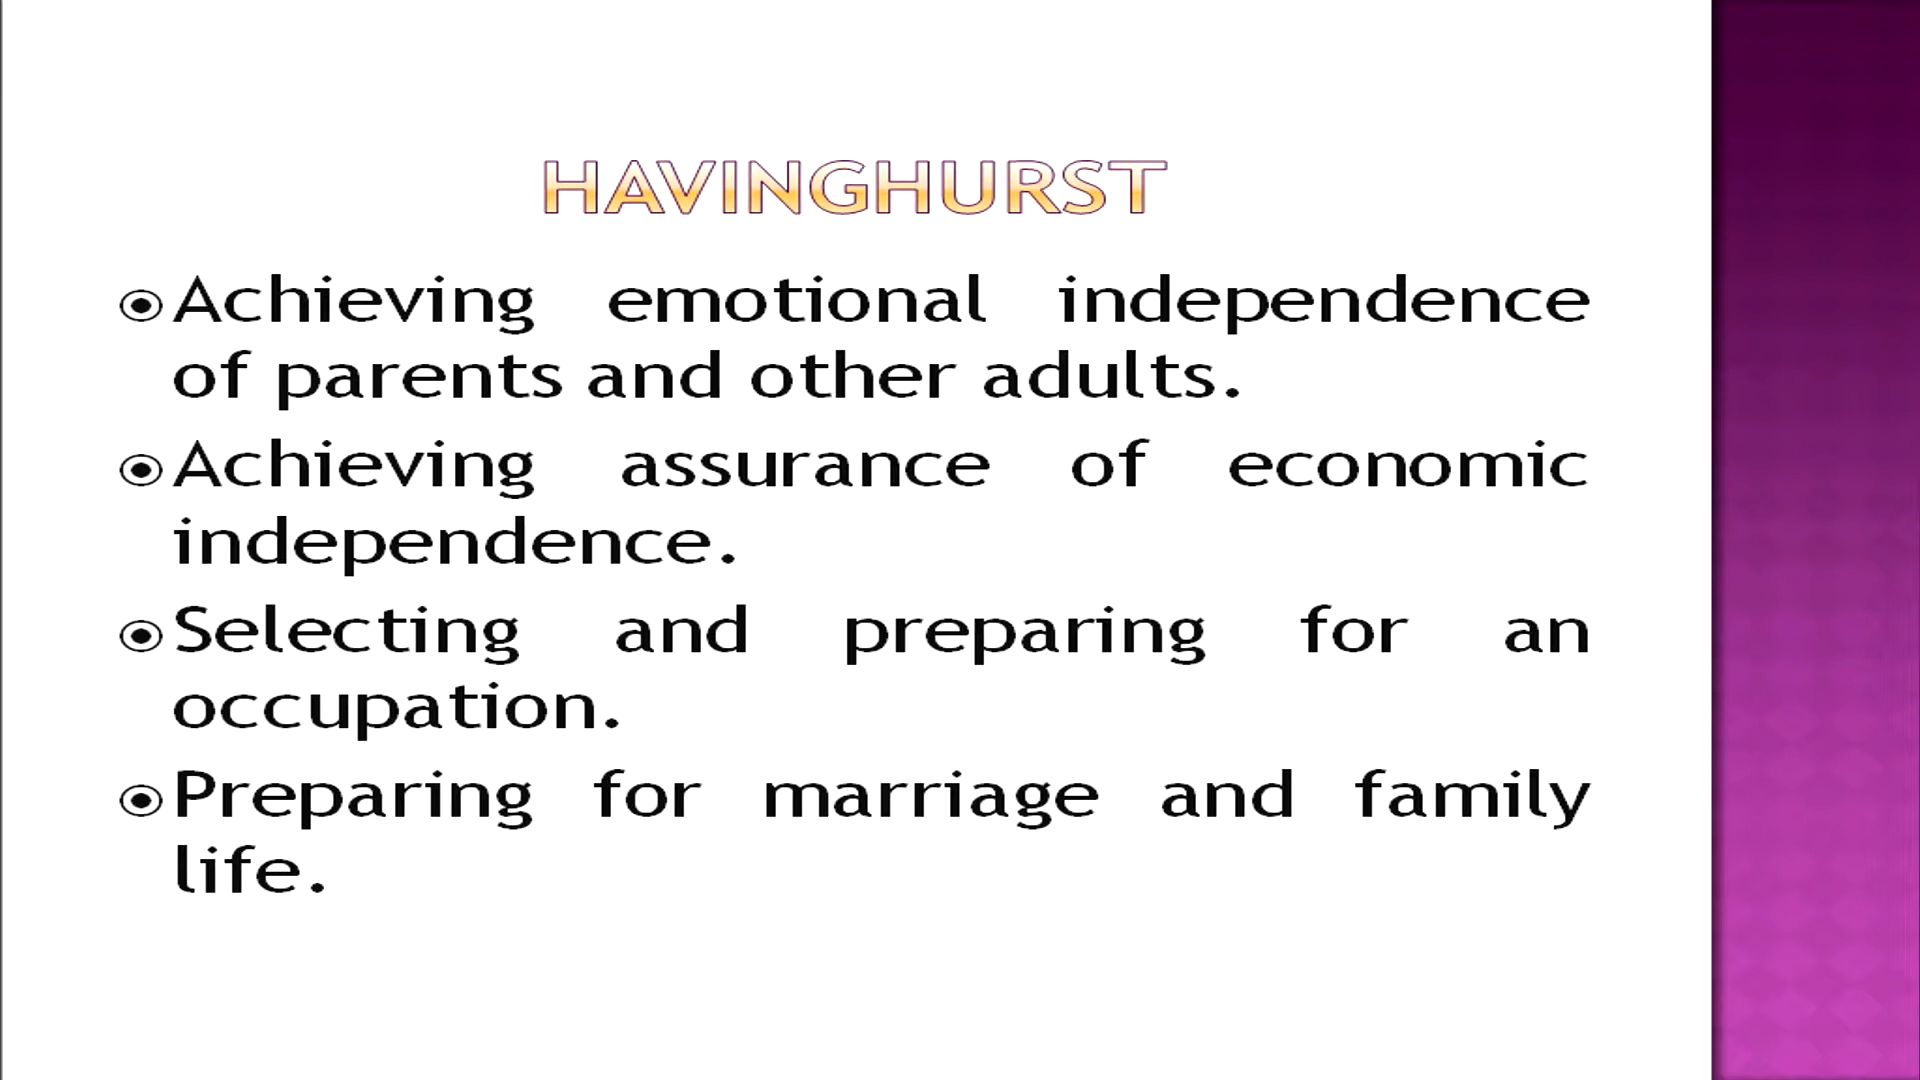 HAVINGHURST
Achieving emotional independence
of parents and other adults.
Achieving assurance of economic
independence.
Selecting and preparing for an
occupation.
Preparing for marriage and family
life.